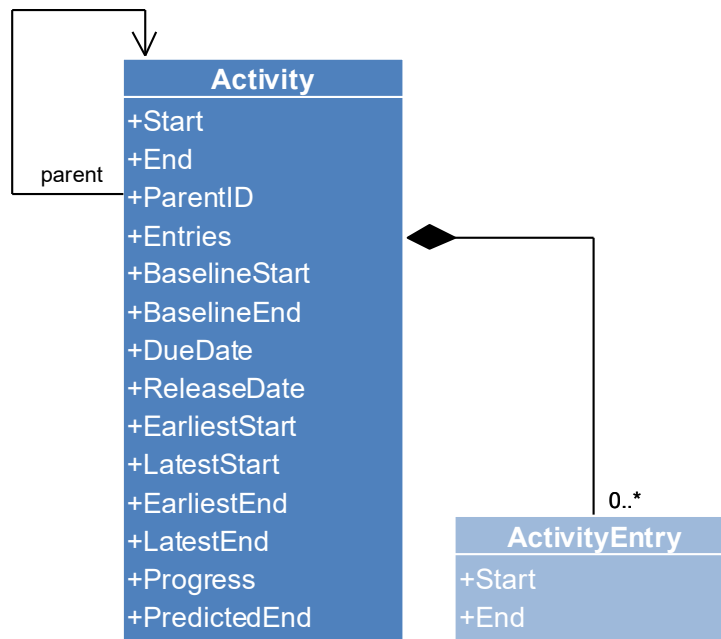 Activity
+Start
+End
parent
+ParentID
+Entries
+BaselineStart
+BaselineEnd
+DueDate
+ReleaseDate
+EarliestStart
+LatestStart
+EarliestEnd
+LatestEnd
+Progress
+PredictedEnd
0..*
ActivityEntry
+Start
+End